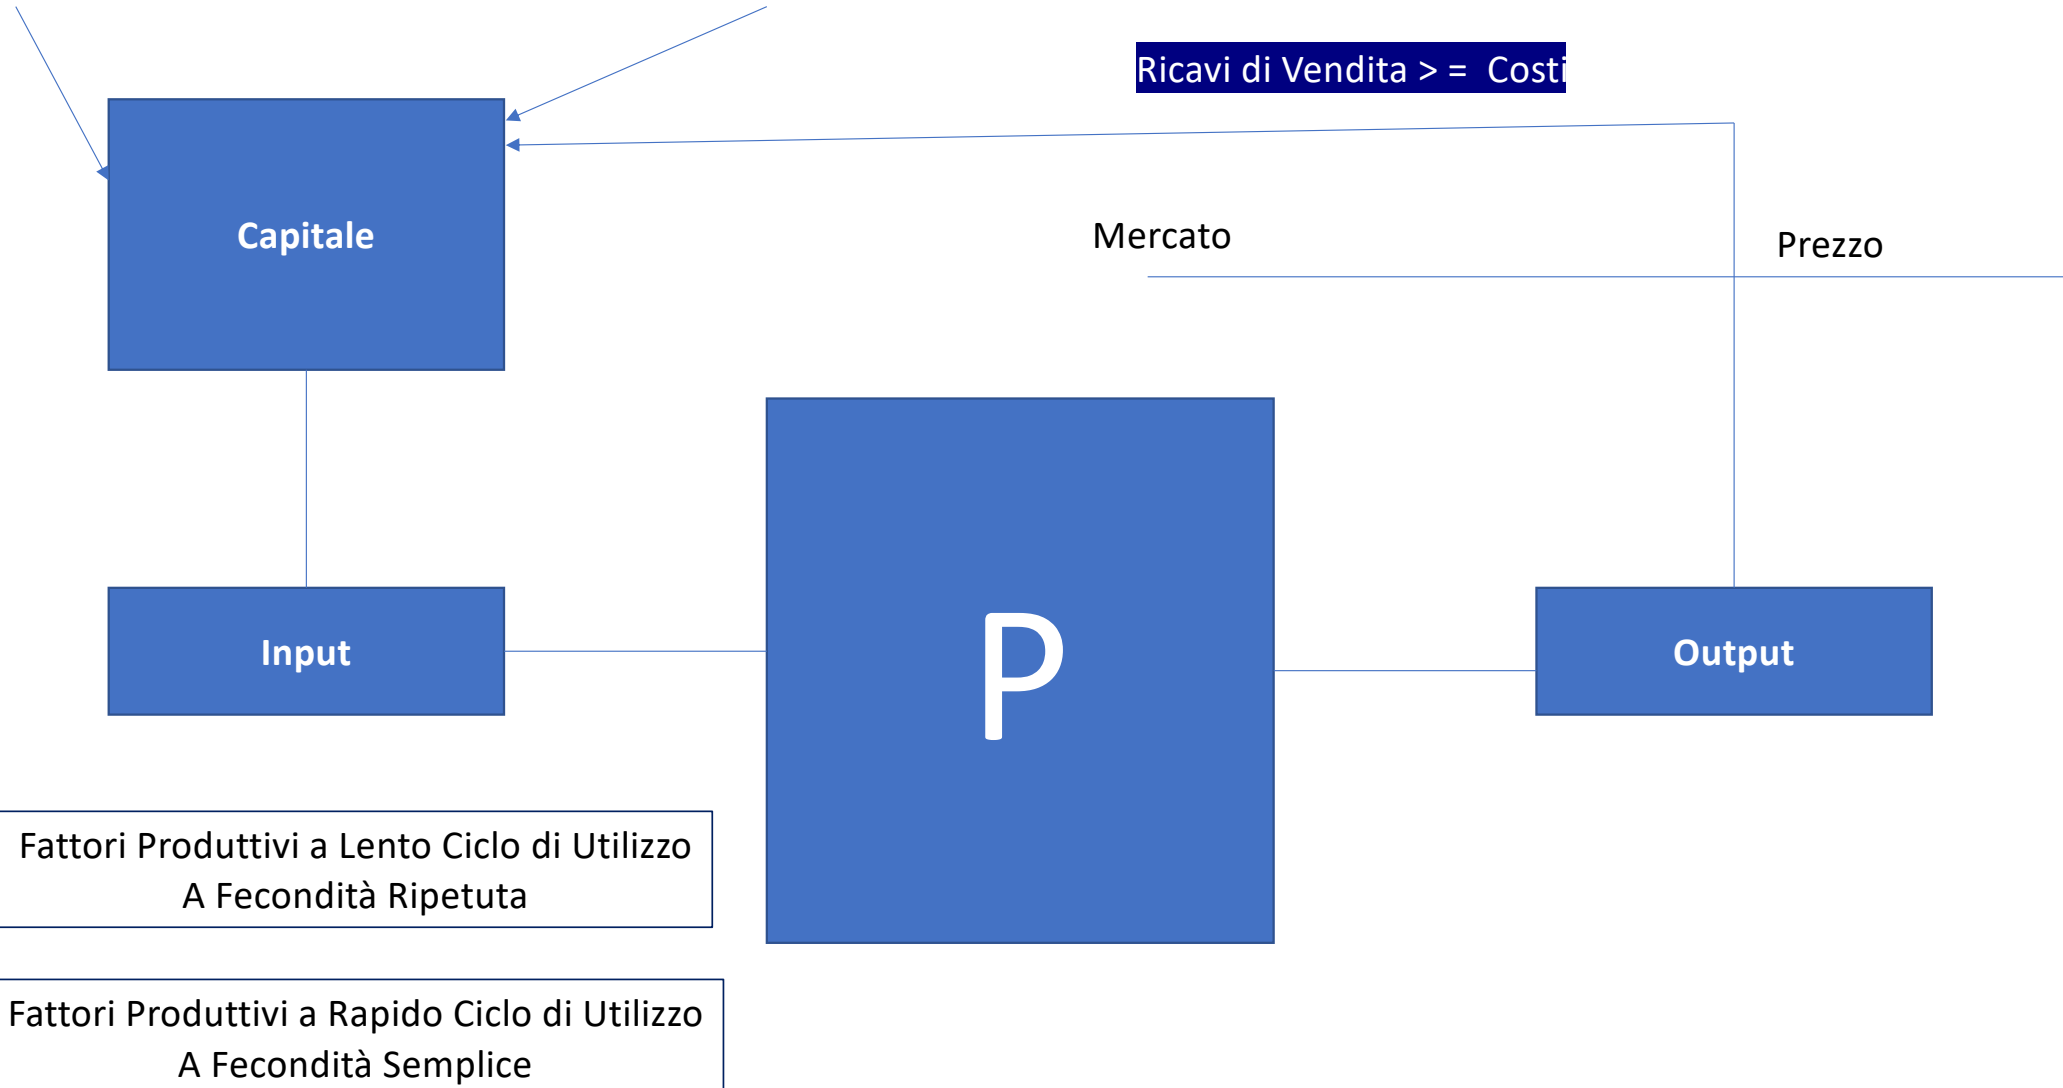 Ricavi di Vendita > = Costi
Capitale
Mercato
Prezzo
Input
P
Output
Fattori Produttivi a Lento Ciclo di Utilizzo
A Fecondità Ripetuta
Fattori Produttivi a Rapido Ciclo di Utilizzo
A Fecondità Semplice